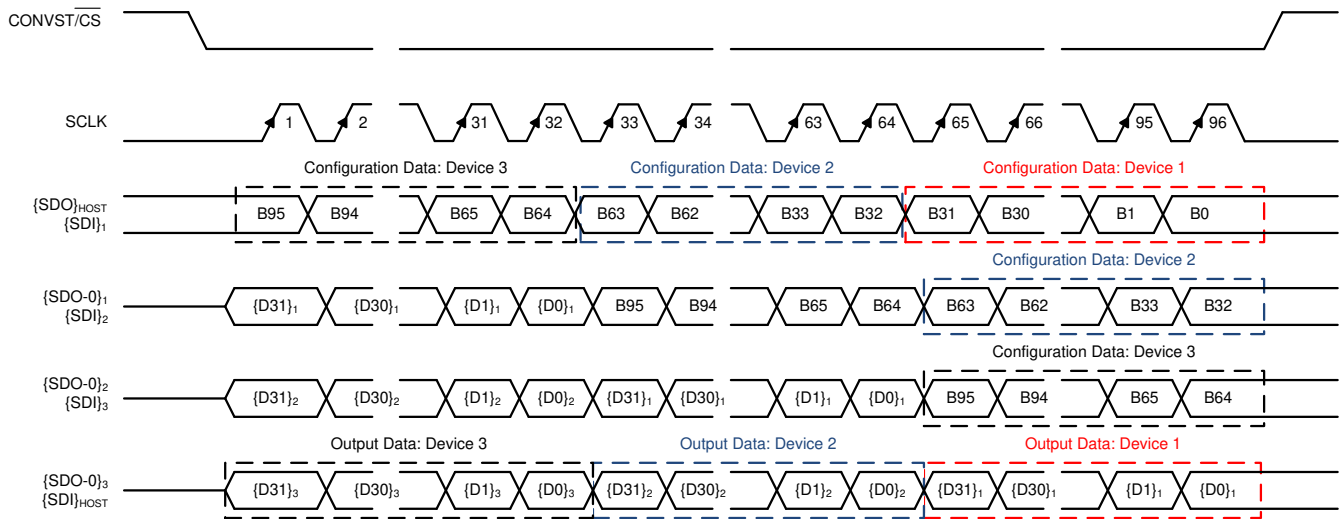 CONVST/CS
SCLK
1 2 31 32 33 34 63 64 65 66 95 96
Configuration Data: Device 3 Configuration Data: Device 2 Configuration Data: Device 1
{SDO}HOST
{SDI}1
B95 B94 B65 B64 B63 B62 B33 B32 B31 B30 B1 B0
Configuration Data: Device 2
{SDO-0}1
{SDI}2
{D31}1 {D30}1 {D1}1 {D0}1 B95 B94 B65 B64 B63 B62 B33 B32
Configuration Data: Device 3
{SDO-0}2
{SDI}3
{D31}2 {D30}2 {D1}2 {D0}2 {D31}1 {D30}1 {D1}1 {D0}1 B95 B94 B65 B64
Output Data: Device 3 Output Data: Device 2 Output Data: Device 1
{SDO-0}3
{SDI}HOST
{D31}3 {D30}3 {D1}3 {D0}3 {D31}2 {D30}2 {D1}2 {D0}2 {D31}1 {D30}1 {D1}1 {D0}1